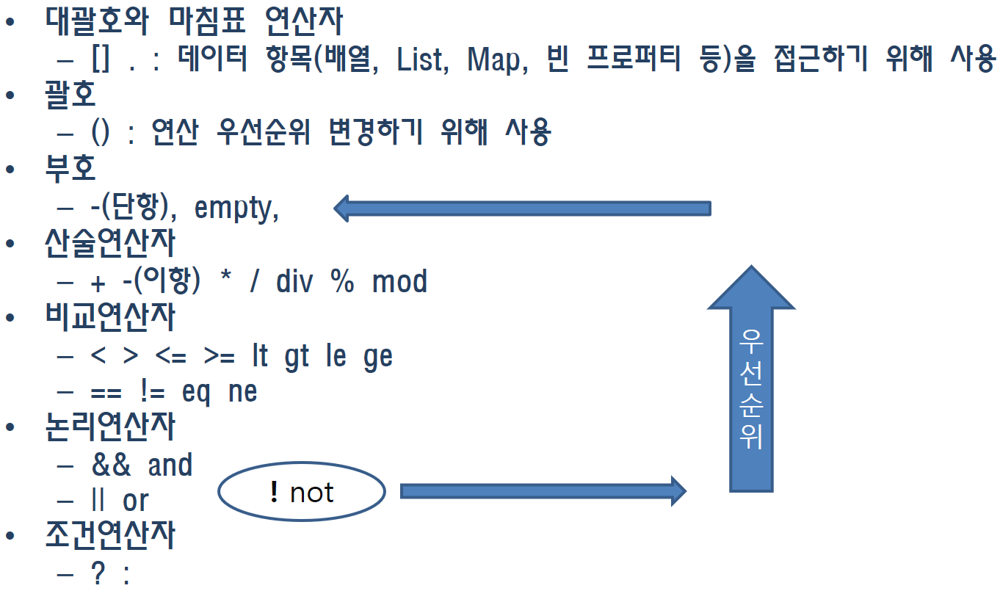 • 대괄호와 마침표 연산자
– [] . : 데이터 항목(배열, List, Map, 빈 프로퍼티 등)을 접근하기 위해 사용
• 괄호
– () : 연산 우선순위 변경하기 위해 사용
• 부호
– -(단항), empty,
• 산술연산자
– + -(이항) * / div % mod
• 비교연산자
– < > <= >= lt gt le ge
– == != eq ne
• 논리연산자
– && and
– || or
! not
• 조건연산자
– ? :
우선순위